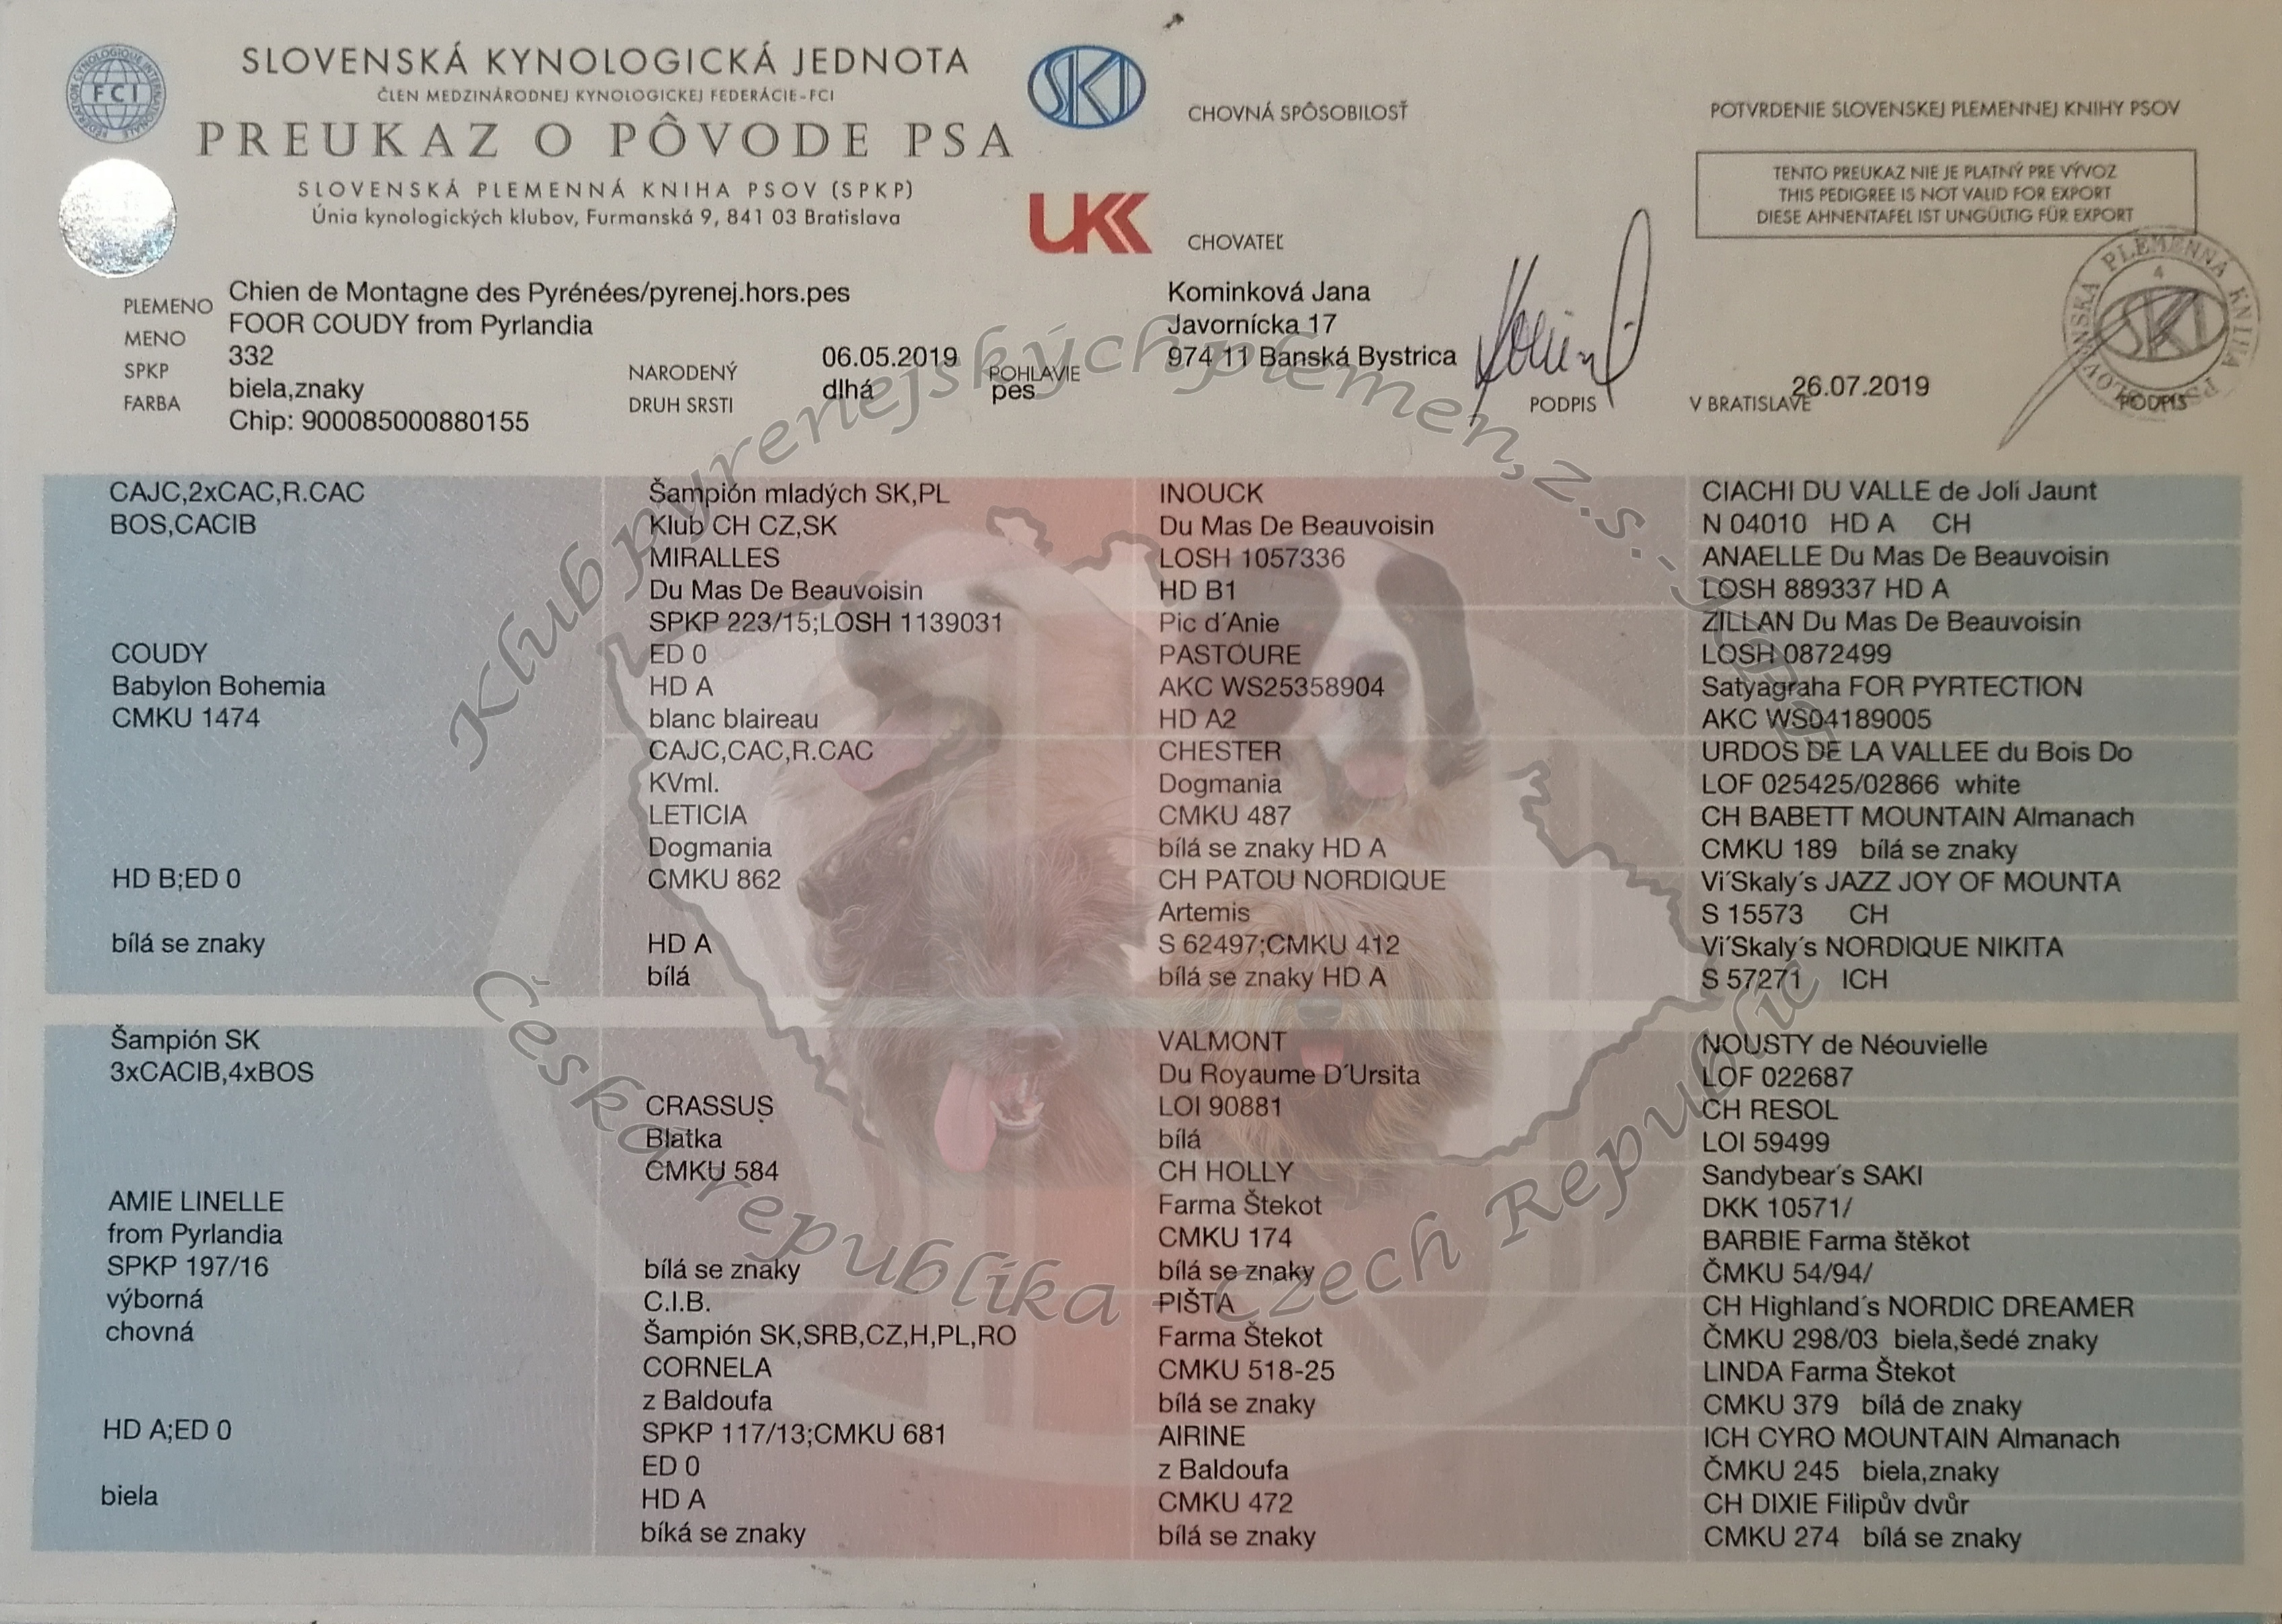 SLOVENSKÁ KYNOLOGICKÁ JEDNOTA
ČLEN MEDZINÁRODNEJ KYNOLOGICKEJ FEDERÁCIE-FCI
PREUKAZ O PÔVODE PSA
SLOVENSKÁ PLEMENNÁ KNIHA PSOV (SPKP)
Únia kynologických klubov, Furmanská 9, 841 03 Bratislava
FCI
SKJ
UKK
CHOVNÁ SPÔSOBILOSŤ
POTVRDENIE SLOVENSKEJ PLEMENNEJ KNIHY PSOV
TENTO PREUKAZ NIE JE PLATNÝ PRE VÝVOZ
THIS PEDIGREE IS NOT VALID FOR EXPORT
DIESE AHNENTAFEL IST UNGÜLTIG FÜR EXPORT
PLEMENO Chien de Montagne des Pyrénées/pyrenej.hors.pes
MENO FOOR COUDY from Pyrlandia
SPKP 332
NARODENÝ 06.05.2019
POHLAVIE pes
FARBA biela,znaky
DRUH SRSTI dlhá
Chip: 900085000880155
CHOVATEĽ
Kominková Jana
Javornícka 17
974 11 Banská Bystrica
PODPIS
V BRATISLAVE 26.07.2019
PODPIS
SLOVENSKA PLEMENNÁ KNIHA PSOV
4
SKJ
CAJC,2xCAC,R.CAC
BOS,CACIB
COUDY
Babylon Bohemia
CMKU 1474
HD B;ED 0
bílá se znaky
Šampión mladých SK,PL
Klub CH CZ,SK
MIRALLES
Du Mas De Beauvoisin
SPKP 223/15;LOSH 1139031
ED 0
HD A
blanc blaireau
CAJC,CAC,R.CAC
KVml.
LETICIA
Dogmania
CMKU 862
HD A
bílá
INOUCK
Du Mas De Beauvoisin
LOSH 1057336
HD B1
Pic d´Anie
PASTOURE
AKC WS25358904
HD A2
CHESTER
Dogmania
CMKU 487
bílá se znaky HD A
CH PATOU NORDIQUE
Artemis
S 62497;CMKU 412
bílá se znaky HD A
CIACHI DU VALLE de Joli Jaunt
N 04010 HD A CH
ANAELLE Du Mas De Beauvoisin
LOSH 889337 HD A
ZILLAN Du Mas De Beauvoisin
LOSH 0872499
Satyagraha FOR PYRTECTION
AKC WS04189005
URDOS DE LA VALLEE du Bois Do
LOF 025425/02866 white
CH BABETT MOUNTAIN Almanach
CMKU 189 bílá se znaky
Vi´Skaly´s JAZZ JOY OF MOUNTA
S 15573 CH
Vi´Skaly´s NORDIQUE NIKITA
S 57271 ICH
Šampión SK
3xCACIB,4xBOS
AMIE LINELLE
from Pyrlandia
SPKP 197/16
výborná
chovná
HD A;ED 0
biela
CRASSUS
Blatka
CMKU 584
bílá se znaky
C.I.B.
Šampión SK,SRB,CZ,H,PL,RO
CORNELA
z Baldoufa
SPKP 117/13;CMKU 681
ED 0
HD A
bíká se znaky
VALMONT
Du Royaume D´Ursita
LOI 90881
bílá
CH HOLLY
Farma Štekot
CMKU 174
bílá se znaky
PIŠTA
Farma Štekot
CMKU 518-25
bílá se znaky
AIRINE
z Baldoufa
CMKU 472
bílá se znaky
NOUSTY de Néouvielle
LOF 022687
CH RESOL
LOI 59499
Sandybear´s SAKI
DKK 10571/
BARBIE Farma štěkot
ČMKU 54/94/
CH Highland´s NORDIC DREAMER
ČMKU 298/03 biela,šedé znaky
LINDA Farma Štekot
CMKU 379 bílá de znaky
ICH CYRO MOUNTAIN Almanach
ČMKU 245 biela,znaky
CH DIXIE Filipův dvůr
CMKU 274 bílá se znaky
Klub pyrenejských plemen, z.s.
Česká republika - Czech Republic